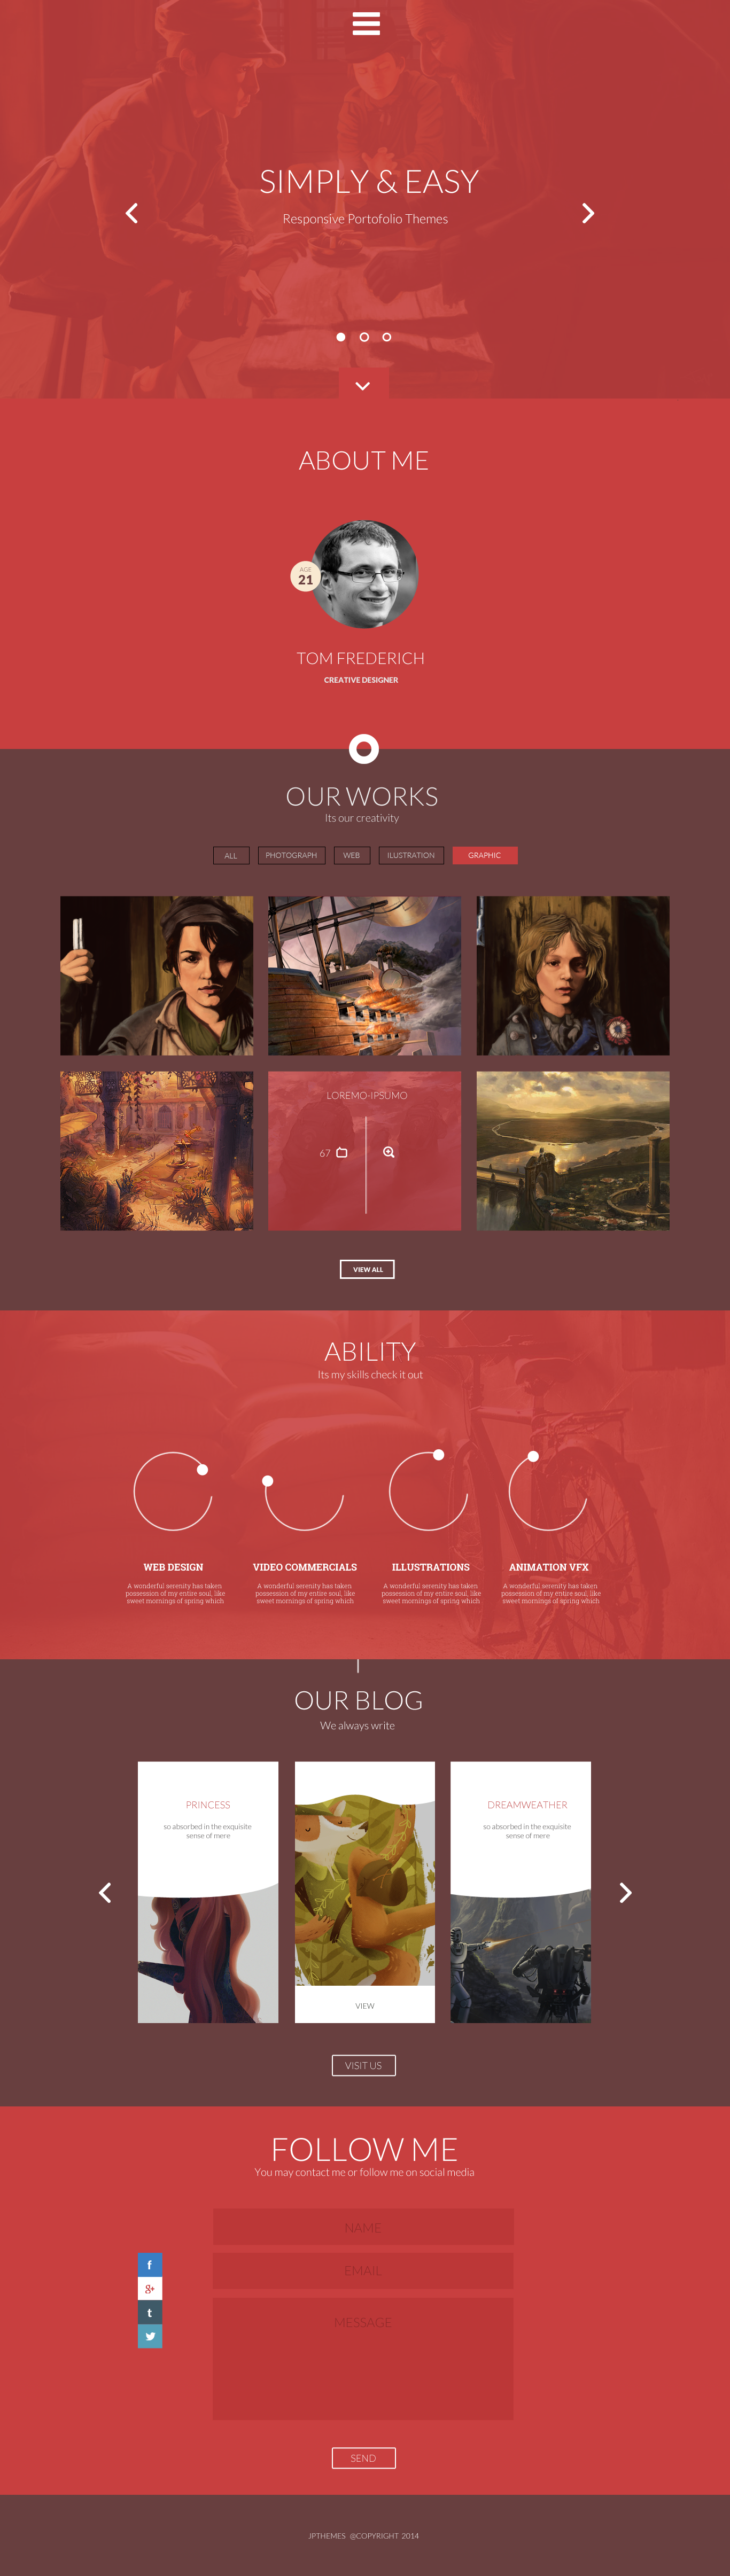 SIMPLY & EASY
Responsive Portofolio Themes
ABOUT ME
AGE
21
TOM FREDERICH
CREATIVE DESIGNER
OUR WORKS
Its our creativity
ALL
PHOTOGRAPH
WEB
ILUSTRATION
GRAPHIC
LOREMO-IPSUMO
67
VIEW ALL
ABILITY
Its my skills check it out
WEB DESIGN
A wonderful serenity has taken
possession of my entire soul, like
sweet mornings of spring which
VIDEO COMMERCIALS
A wonderful serenity has taken
possession of my entire soul, like
sweet mornings of spring which
ILLUSTRATIONS
A wonderful serenity has taken
possession of my entire soul, like
sweet mornings of spring which
ANIMATION VFX
A wonderful serenity has taken
possession of my entire soul, like
sweet mornings of spring which
OUR BLOG
We always write
PRINCESS
so absorbed in the exquisite
sense of mere
VIEW
DREAMWEATHER
so absorbed in the exquisite
sense of mere
VISIT US
FOLLOW ME
You may contact me or follow me on social media
f
g+
t
NAME
EMAIL
MESSAGE
SEND
JPTHEMES @COPYRIGHT 2014